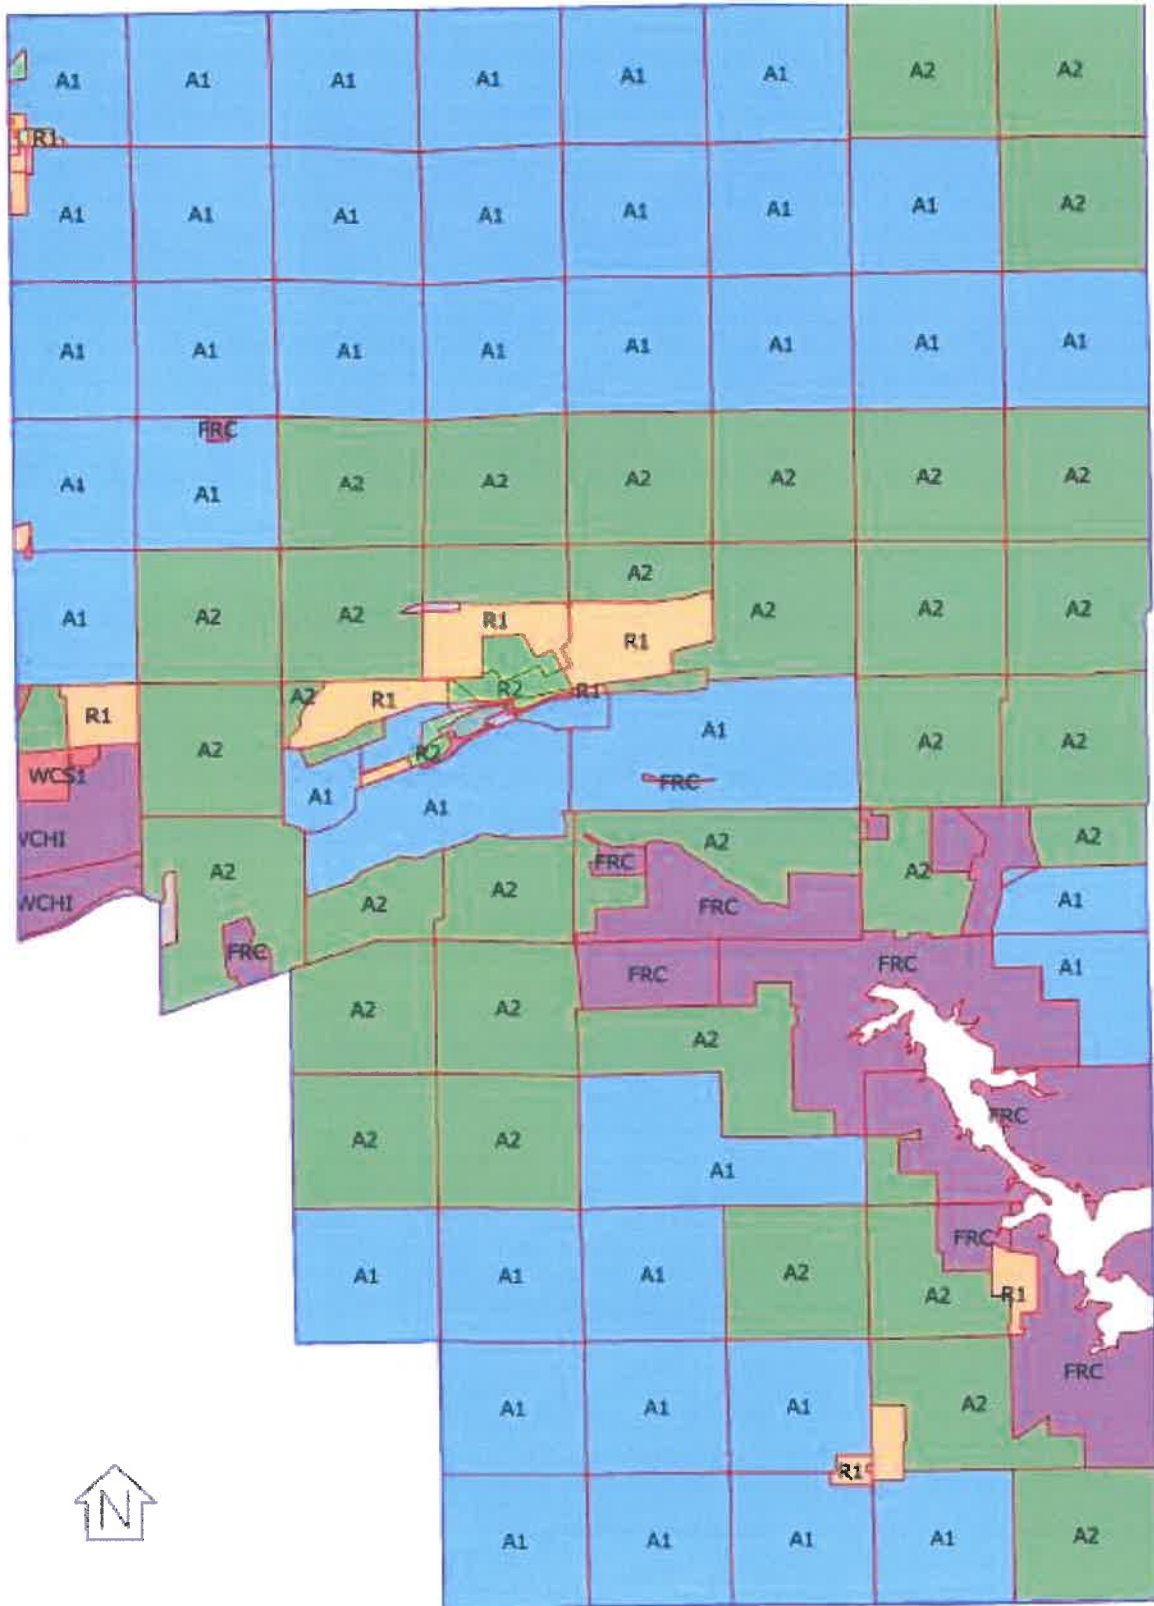 A1 A1 A1 A1 A1 A1 A2 A2
R1
A1 A1 A1 A1 A1 A1 A1 A2
A1 A1 A1 A1 A1 A1 A1 A1
FRC
A1 A1 A2 A2 A2 A2 A2 A2
A2
A1 A2 A2 R1 R1 A2 A2 A2
R1 A2 R1 R2 R1
A2 R2 A1 A2 A2
WCS1 A1 A1 FRC
WCHI A2 FRC A2 A2 A2
WCHI A2 A2 FRC A1
FRC FRC FRC A1
A2 A2 A2
FRC
A2 A2 A1
FRC
A1 A1 A1 A2 A2 R1
FRC
A1 A1 A1 A2
R1
A1 A1 A1 A1 A2
N